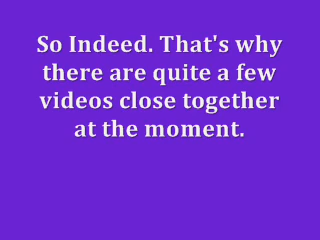 So Indeed. That's why
there are quite a few
videos close together
at the moment.